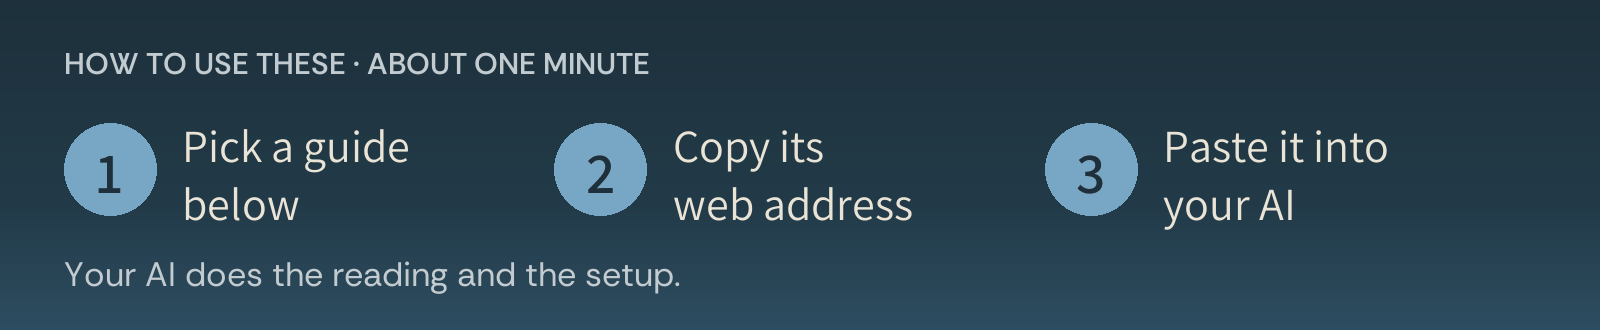 HOW TO USE THESE · ABOUT ONE MINUTE
1 Pick a guide
below
2 Copy its
web address
3 Paste it into
your AI
Your AI does the reading and the setup.